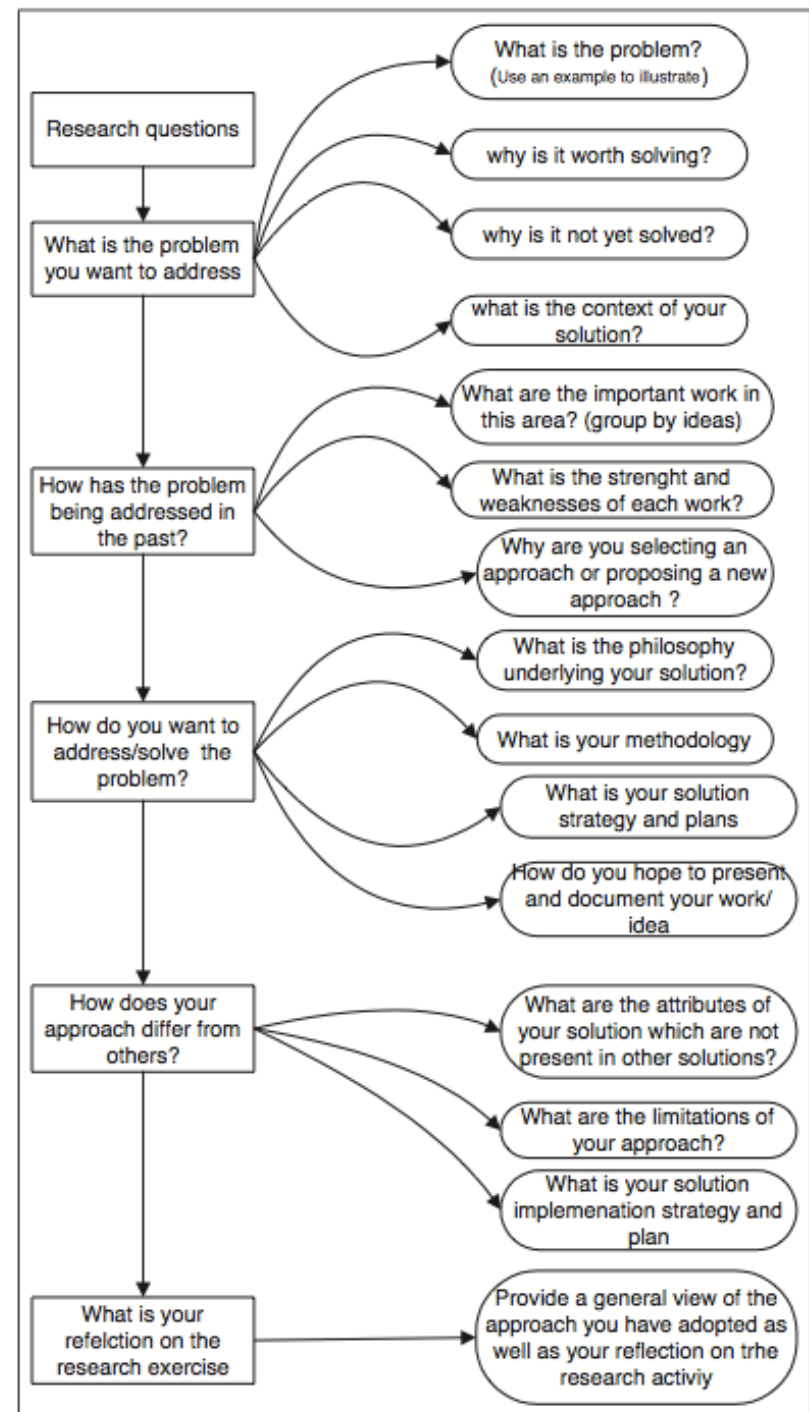 Research questions
What is the problem
you want to address
What is the problem?
(Use an example to illustrate)
why is it worth solving?
why is it not yet solved?
what is the context of your
solution?
How has the problem
being addressed in
the past?
What are the important work in
this area? (group by ideas)
What is the strenght and
weaknesses of each work?
Why are you selecting an
approach or proposing a new
approach ?
How do you want to
address/solve the
problem?
What is the philosophy
underlying your solution?
What is your methodology
What is your solution
strategy and plans
How do you hope to present
and document your work/
idea
How does your
approach differ from
others?
What are the attributes of
your solution which are not
present in other solutions?
What are the limitations of
your approach?
What is your solution
implemenation strategy and
plan
What is your
refelction on the
research exercise
Provide a general view of the
approach you have adopted as
well as your reflection on trhe
research activiy